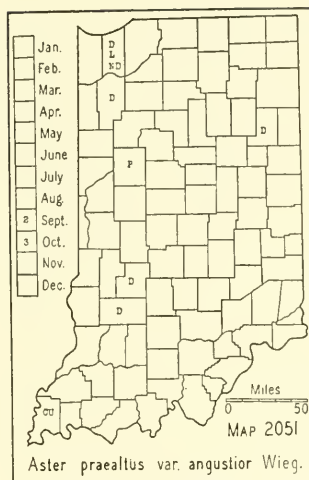 Jan.
Feb.
Mar.
Apr.
May
June
July
Aug.
2 Sept.
3 Oct.
Nov.
Dec.
D
L
ND
D
D
P
D
D
CU
Miles
0 50
MAP 2051
Aster praealtus var. angustior Wieg.